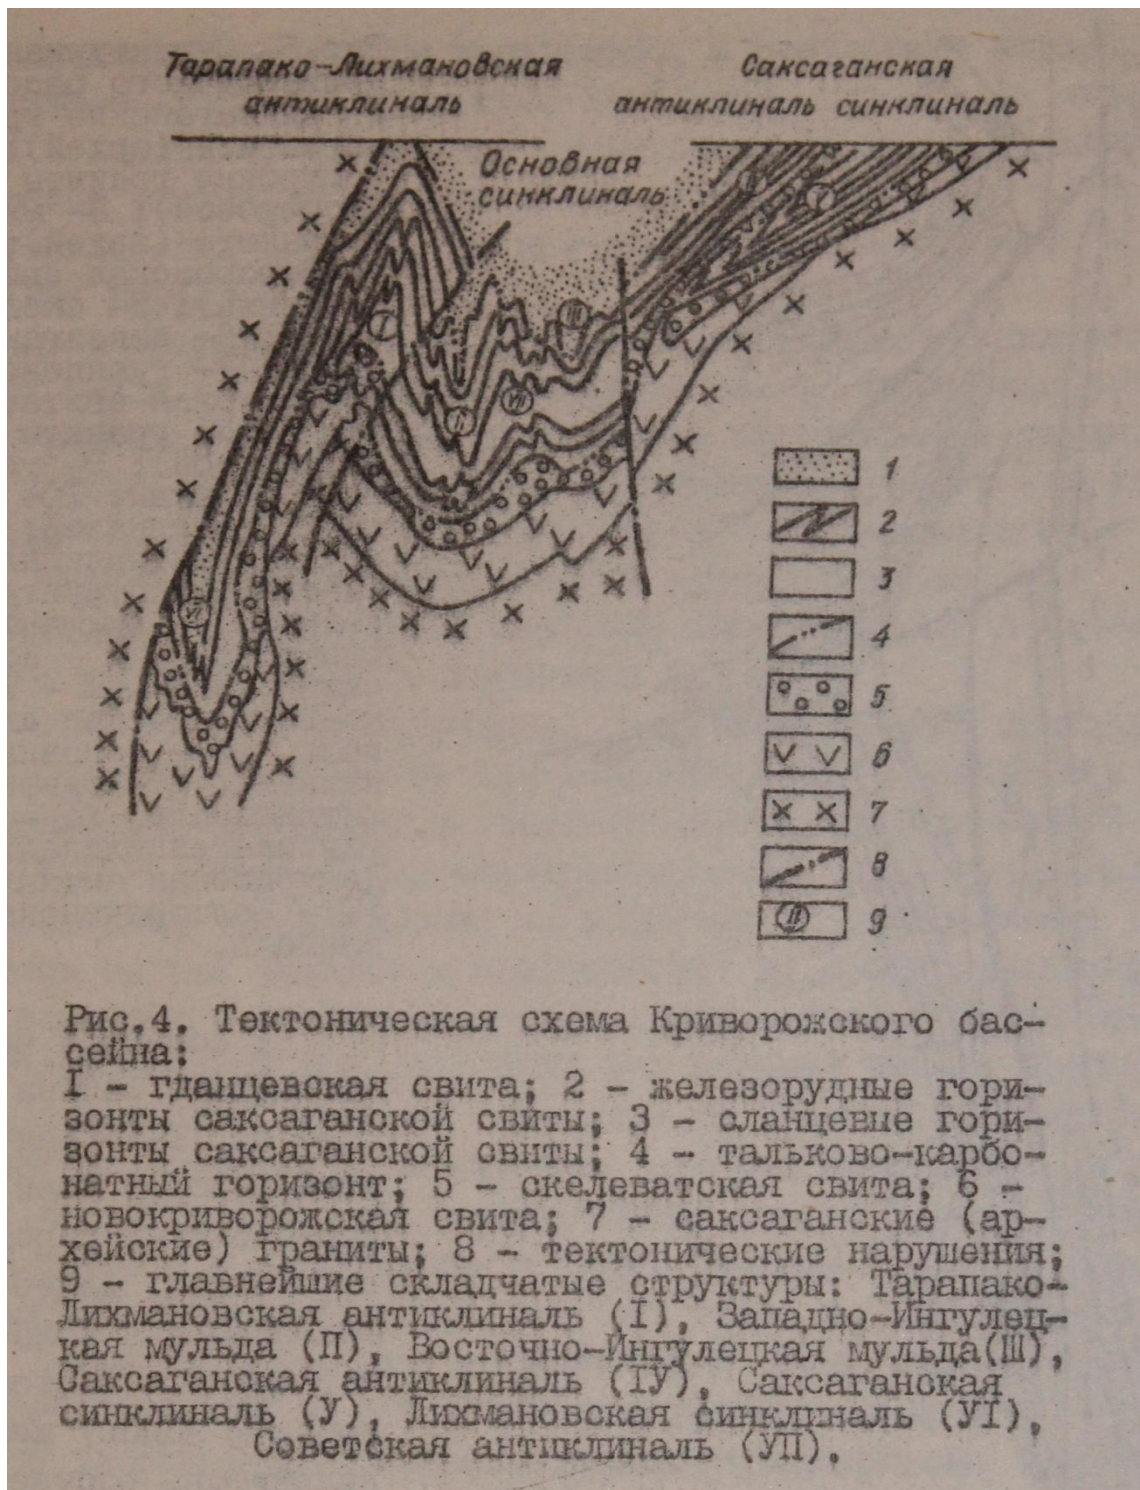 Тарапако-Лихмановская
антиклиналь
Саксаганская
антиклиналь синклиналь
Основная
синклиналь
I
III
II
VII
1
2
3
4
5
6
7
8
II 9
Рис.4. Тектоническая схема Криворожского бас-
сейна:
I - гданцевская свита; 2 - железорудные гори-
зонты саксаганской свиты; 3 - сланцевые гори-
зонты саксаганской свиты; 4 - тальково-карбо-
натный горизонт; 5 - скелеватская свита; 6 -
новокриворожская свита; 7 - саксаганские (ар-
хейские) граниты; 8 - тектонические нарушения;
9 - главнейшие складчатые структуры: Тарапако-
Лихмановская антиклиналь (I), Западно-Ингулец-
кая мульда (П), Восточно-Ингулецкая мульда(Ш),
Саксаганская антиклиналь (IУ), Саксаганская
синклиналь (У), Лихмановская синклиналь (УI),
Советская антиклиналь (УП).